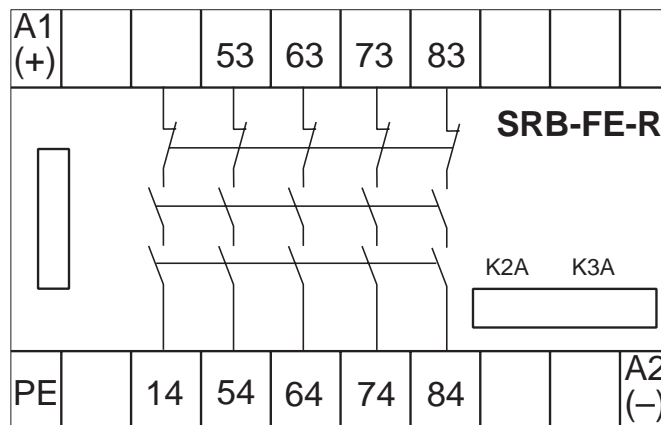 A1
(+)
53 63 73 83
SRB-FE-R
K2A K3A
PE 14 54 64 74 84
A2
(–)